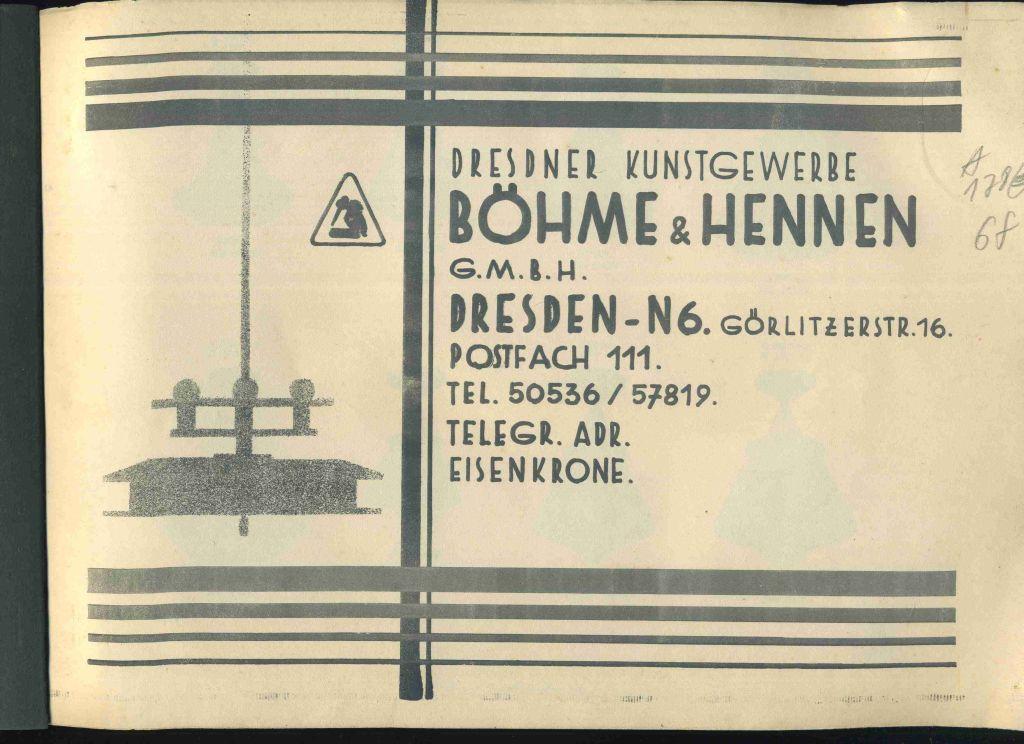 DRESDNER KUNSTGEWERBE
BÖHME & HENNEN
G.M.B.H.
DRESDEN-N6. GÖRLITZERSTR.16.
POSTFACH 111.
TEL. 50536 / 57819.
TELEGR. ADR.
EISENKRONE.
A
68